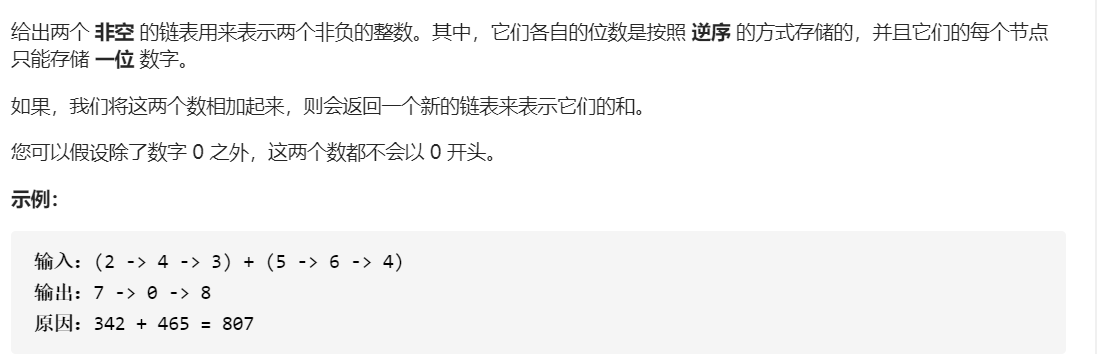 给出两个 非空 的链表用来表示两个非负的整数。其中，它们各自的位数是按照 逆序 的方式存储的，并且它们的每个节点
只能存储 一位 数字。
如果，我们将这两个数相加起来，则会返回一个新的链表来表示它们的和。
您可以假设除了数字 0 之外，这两个数都不会以 0 开头。
示例：
输入：(2 -> 4 -> 3) + (5 -> 6 -> 4)
输出：7 -> 0 -> 8
原因：342 + 465 = 807